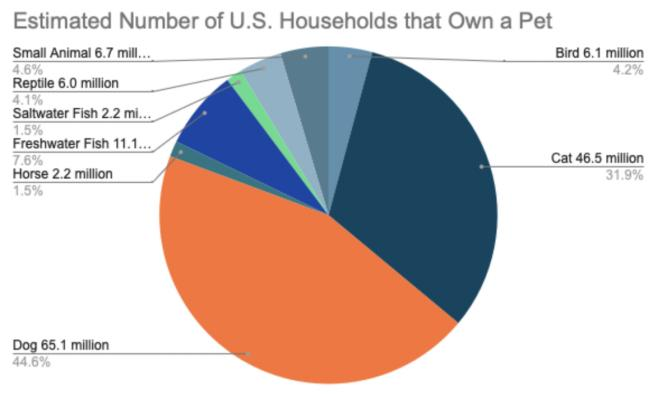 Estimated Number of U.S. Households that Own a Pet
Small Animal 6.7 mill…
4.6%
Reptile 6.0 million
4.1%
Saltwater Fish 2.2 mi…
1.5%
Freshwater Fish 11.1…
7.6%
Horse 2.2 million
1.5%
Dog 65.1 million
44.6%
Bird 6.1 million
4.2%
Cat 46.5 million
31.9%